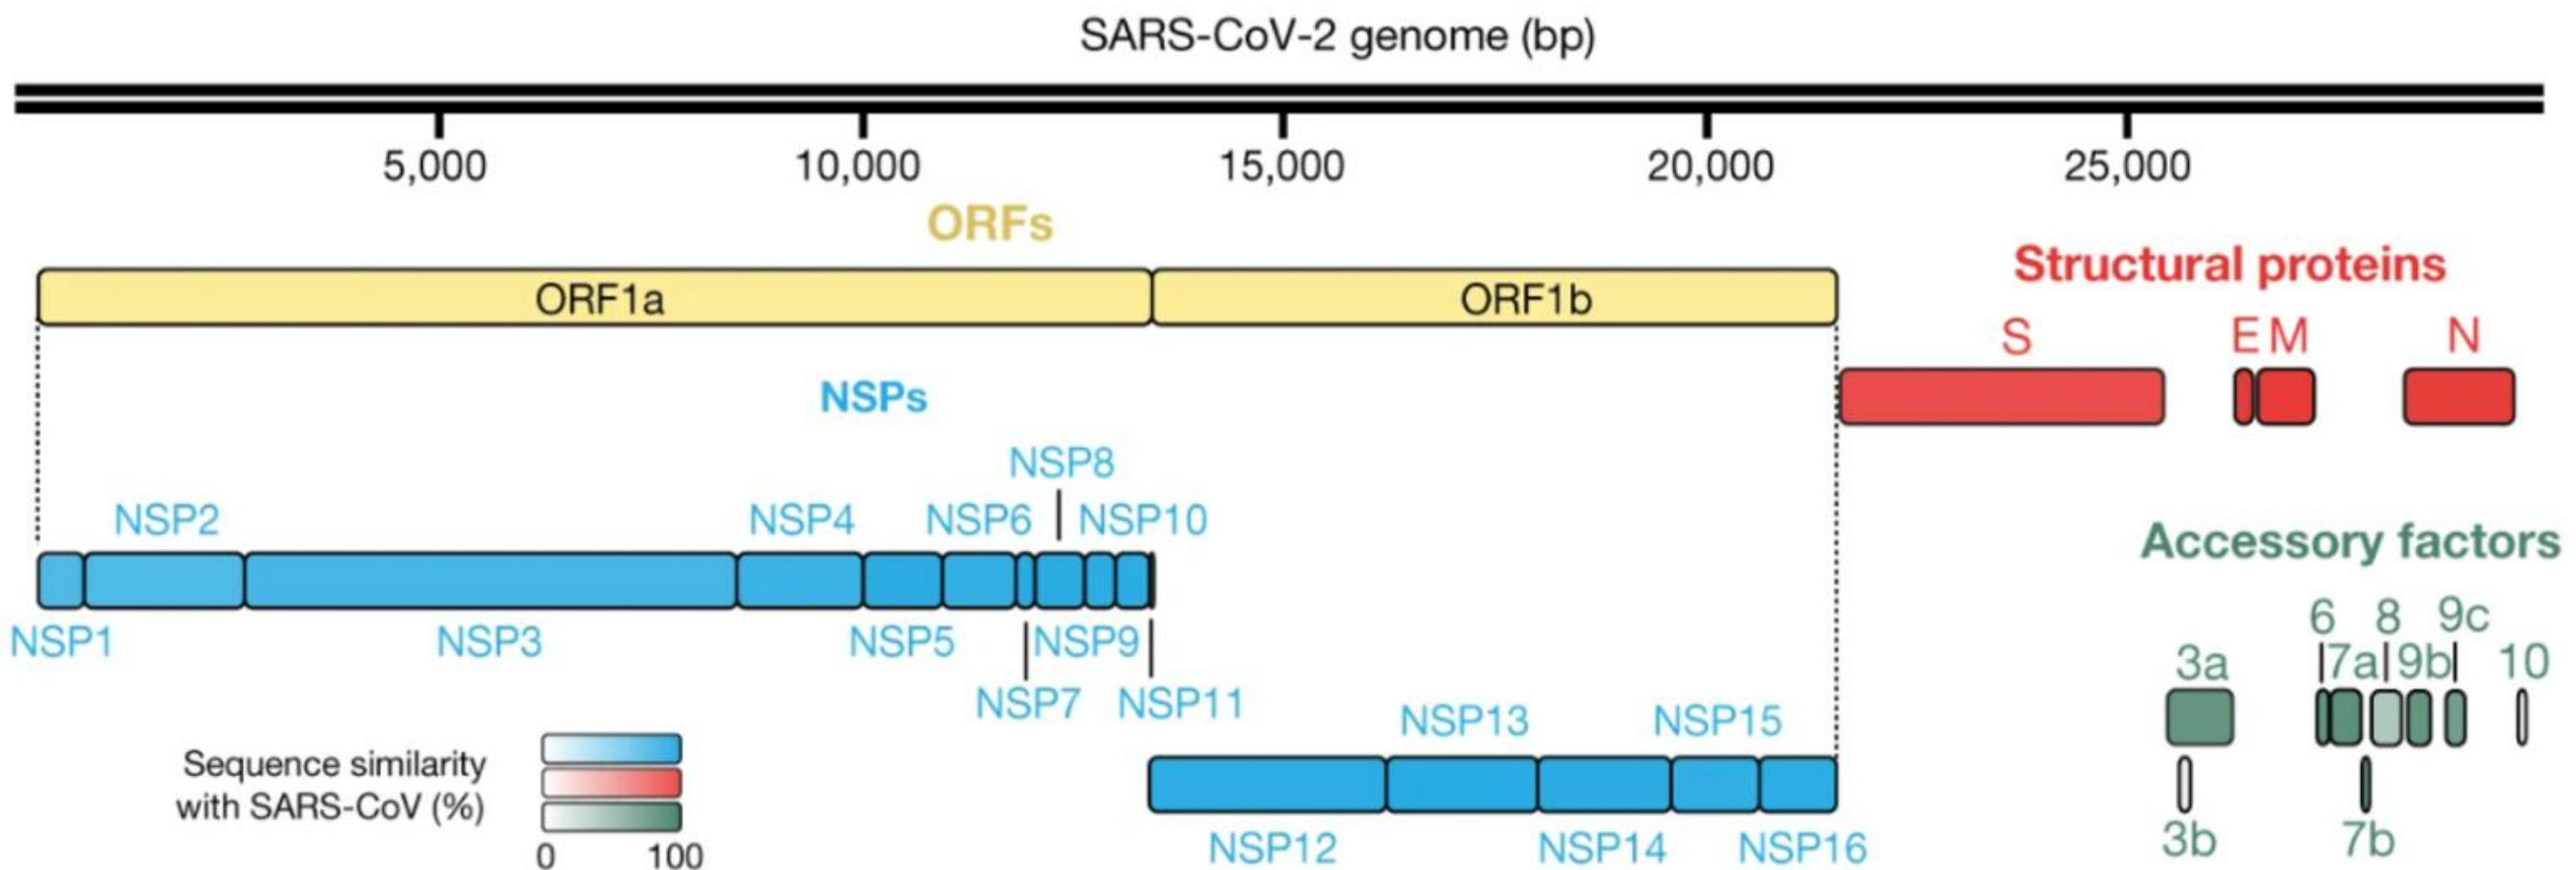 SARS-CoV-2 genome (bp)
5,000 10,000 15,000 20,000 25,000
ORFs
ORF1a ORF1b
Structural proteins
S E M N
NSPs
NSP8
NSP2 NSP4 NSP6 NSP10
NSP1 NSP3 NSP5 NSP9
NSP7 NSP11
NSP13 NSP15
NSP12 NSP14 NSP16
Accessory factors
6 8 9c
3a 7a 9b 10
3b 7b
Sequence similarity
with SARS-CoV (%)
0 100